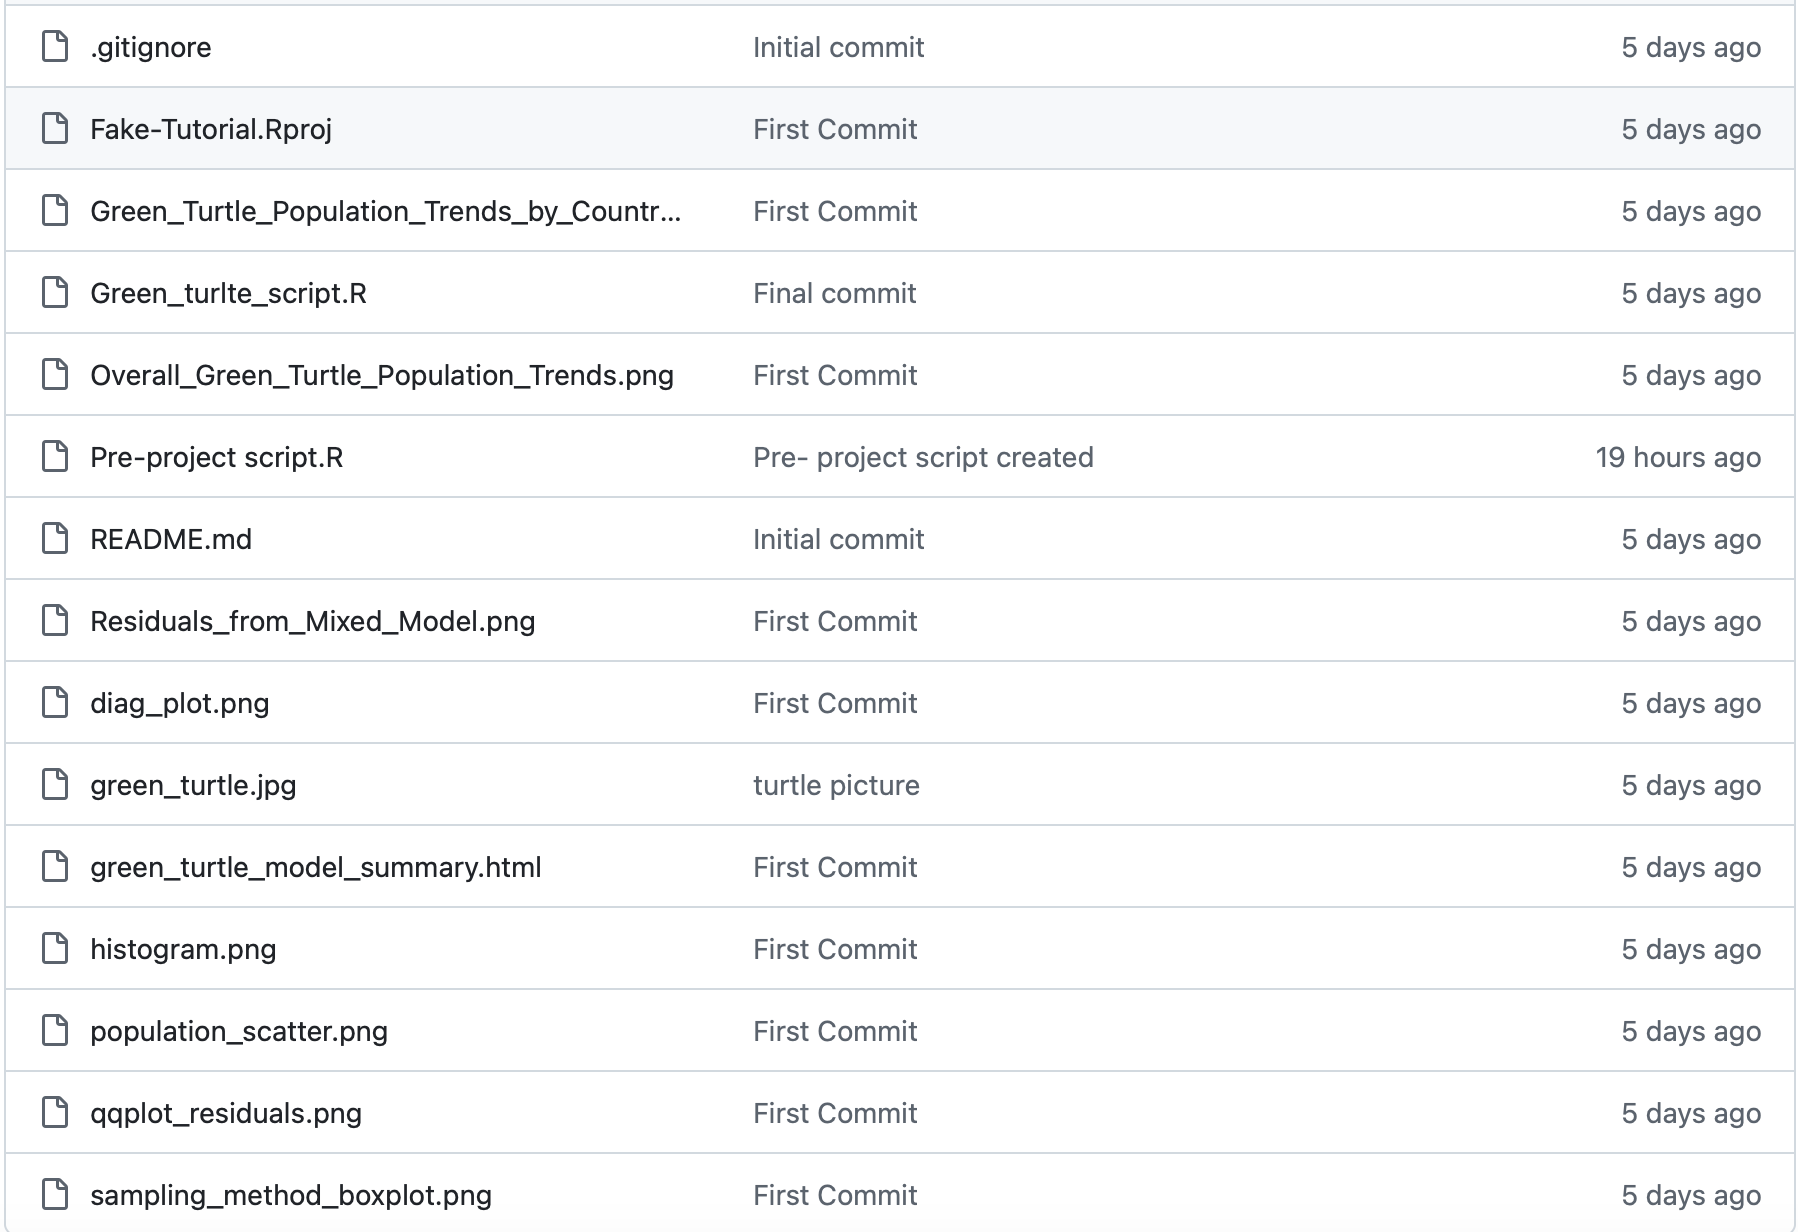 .gitignore Initial commit 5 days ago
Fake-Tutorial.Rproj First Commit 5 days ago
Green_Turtle_Population_Trends_by_Countr... First Commit 5 days ago
Green_turlte_script.R Final commit 5 days ago
Overall_Green_Turtle_Population_Trends.png First Commit 5 days ago
Pre-project script.R Pre- project script created 19 hours ago
README.md Initial commit 5 days ago
Residuals_from_Mixed_Model.png First Commit 5 days ago
diag_plot.png First Commit 5 days ago
green_turtle.jpg turtle picture 5 days ago
green_turtle_model_summary.html First Commit 5 days ago
histogram.png First Commit 5 days ago
population_scatter.png First Commit 5 days ago
qqplot_residuals.png First Commit 5 days ago
sampling_method_boxplot.png First Commit 5 days ago